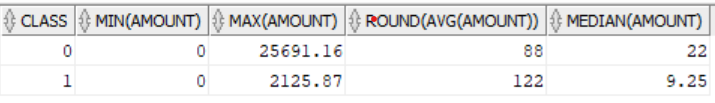 CLASS MIN(AMOUNT) MAX(AMOUNT) ROUND(AVG(AMOUNT)) MEDIAN(AMOUNT)
0 0 25691.16 88 22
1 0 2125.87 122 9.25